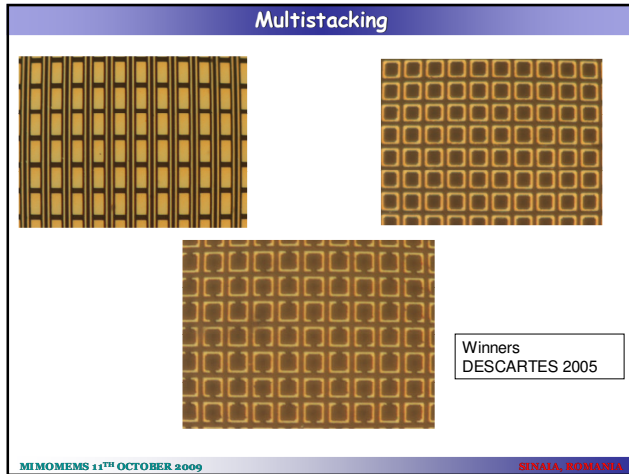 Multistacking
Winners
DESCARTES 2005
MIMOMEMS 11TH OCTOBER 2009
SINAIA, ROMANIA